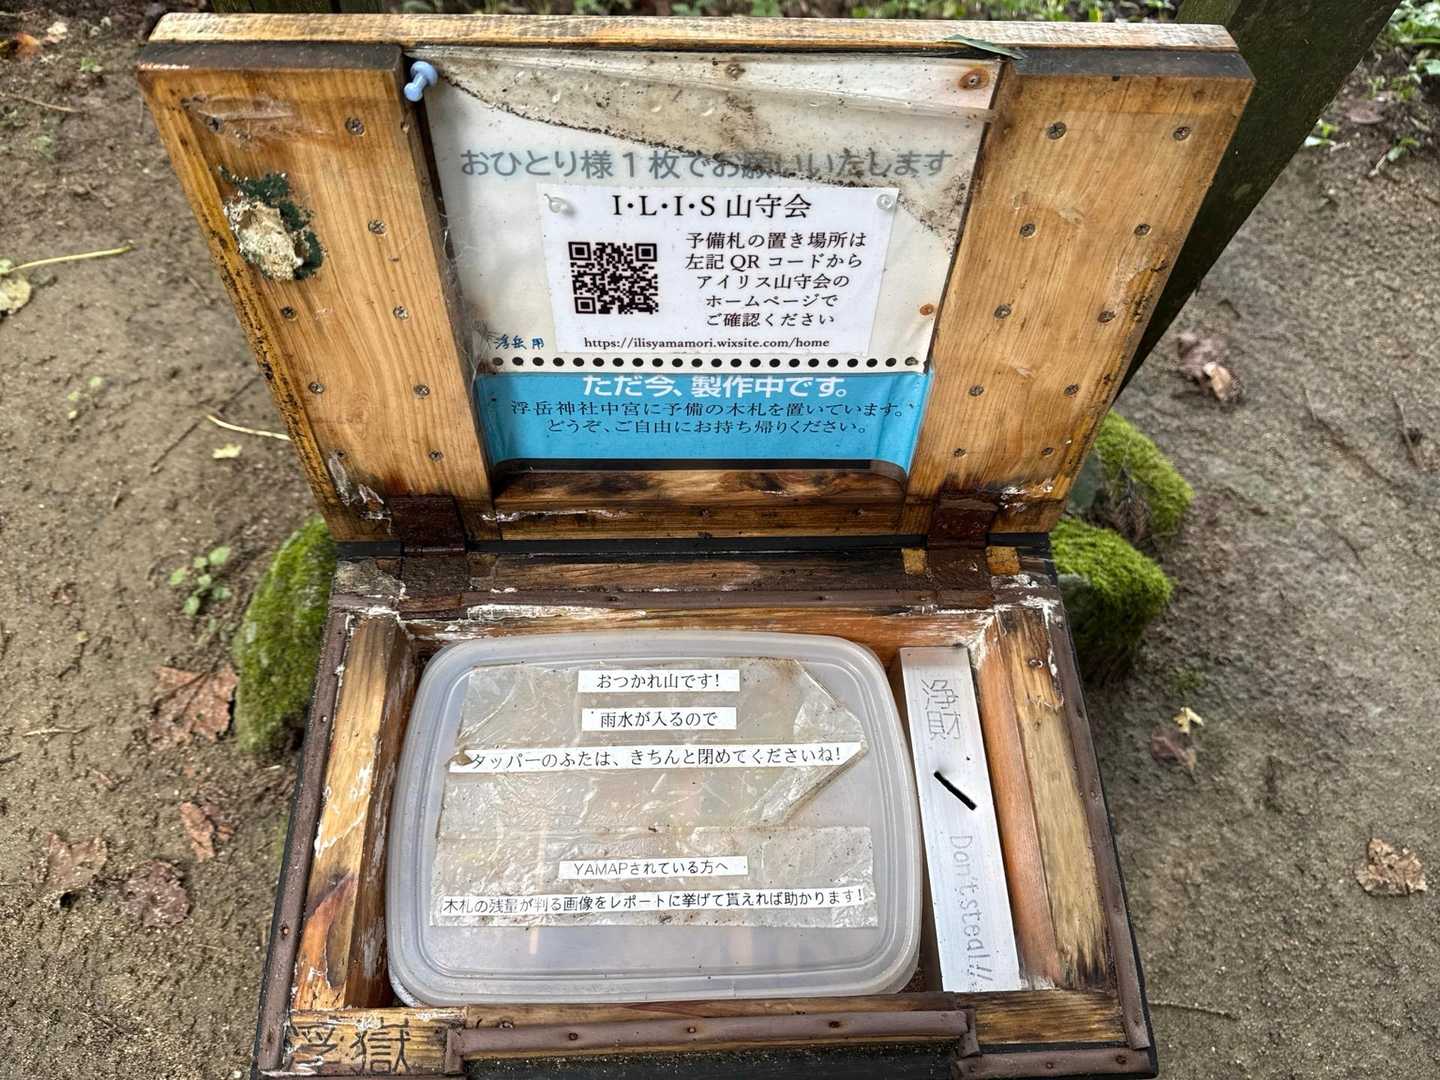 おひとり様1枚でお願いいたします
I・L・I・S 山守会
予備札の置き場所は
左記QRコードから
アイリス山守会の
ホームページで
ご確認ください
浮岳用
https://ilisyamamori.wixsite.com/home
ただ今、製作中です。
浮岳神社中宮に予備の木札を置いています。
どうぞ、ご自由にお持ち帰りください。
おつかれ山です!
雨水が入るので
タッパーのふたは、きちんと閉めてくださいね!
YAMAPされている方へ
木札の残量が判る画像をレポートに挙げて貰えれば助かります!
浄財
Don't steal!!
浮嶽